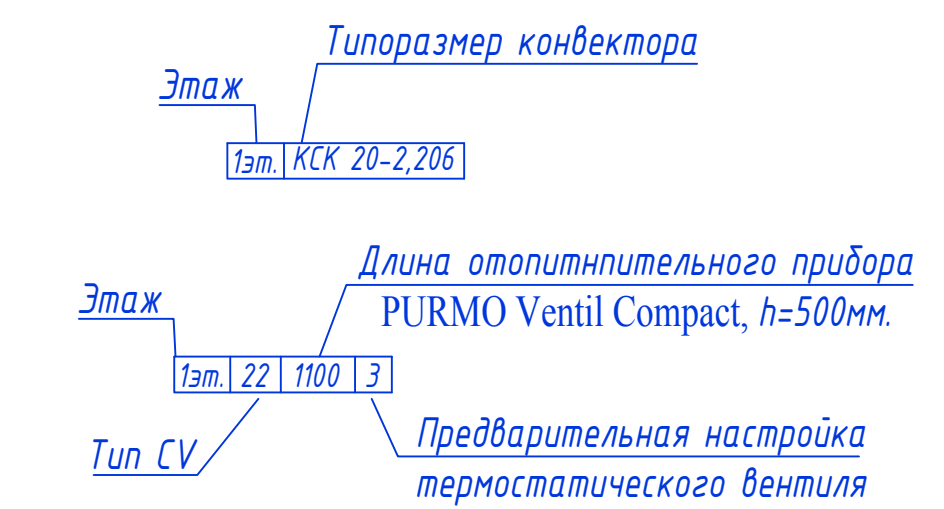 Типоразмер конвектора
Этаж
1эт. КСК 20-2,206
Длина отопитнпительного прибора
PURMO Ventil Compact, h=500мм.
Этаж
1эт. 22 1100 3
Тип CV
Предварительная настройка
термостатического вентиля